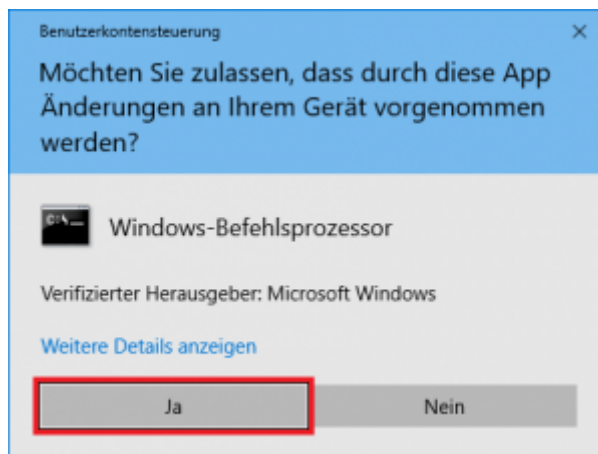 Benutzerkontensteuerung
Möchten Sie zulassen, dass durch diese App
Änderungen an Ihrem Gerät vorgenommen
werden?
C:\_
Windows-Befehlsprozessor
Verifizierter Herausgeber: Microsoft Windows
Weitere Details anzeigen
Ja
Nein